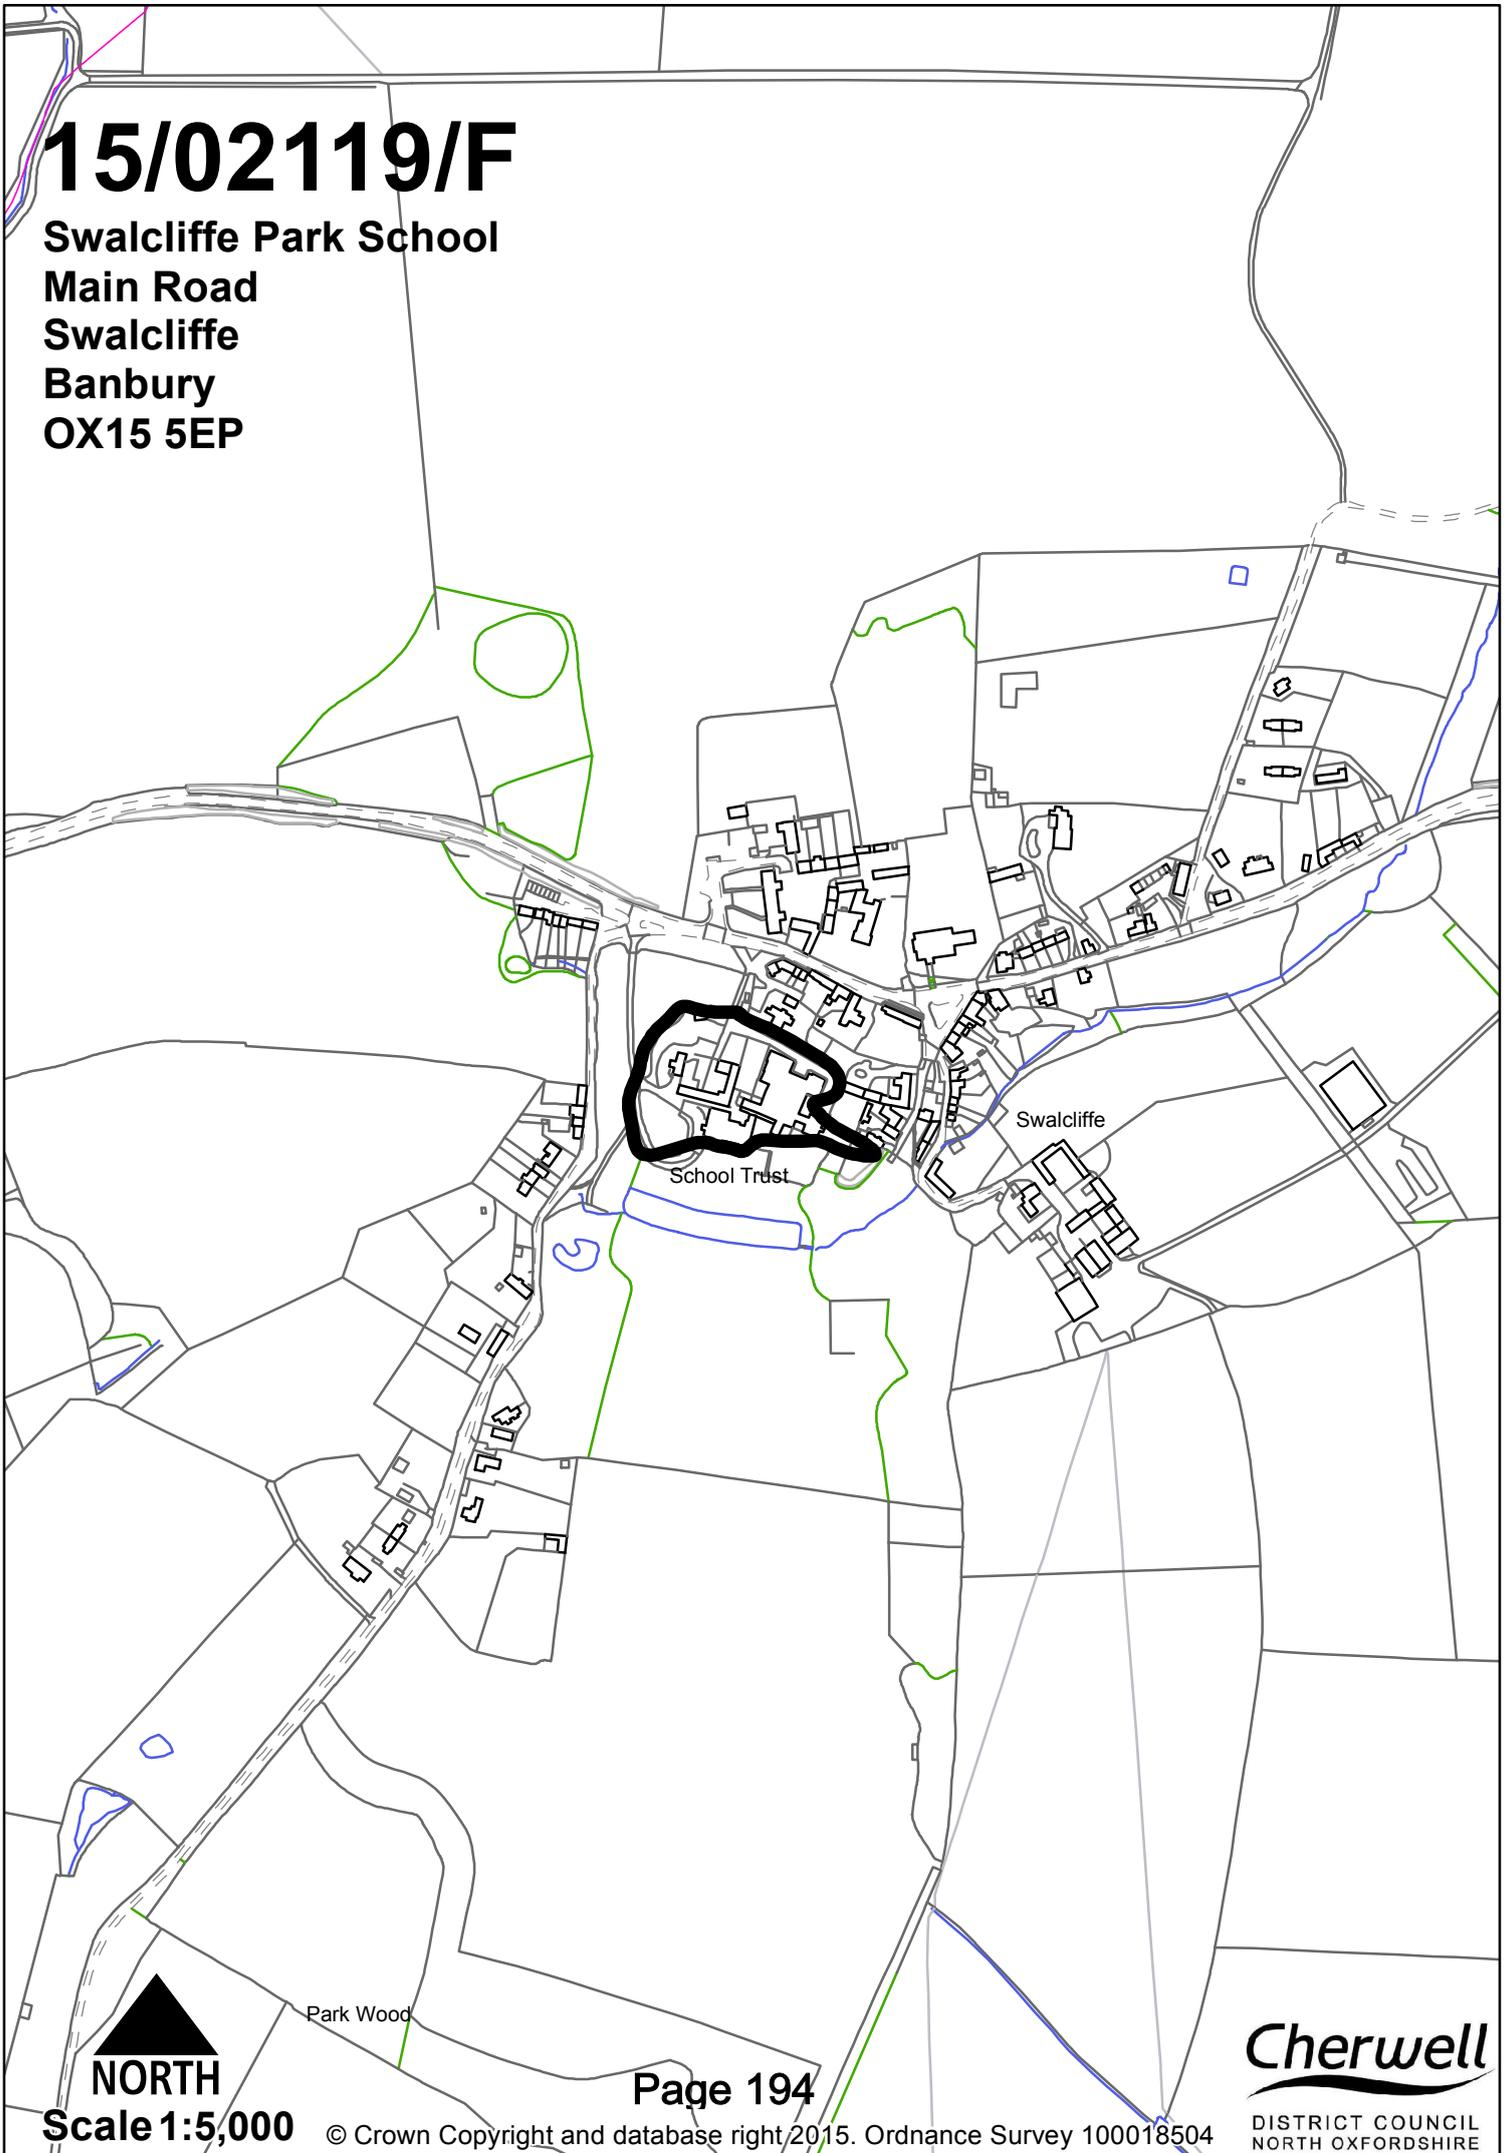 15/02119/F
Swalcliffe Park School
Main Road
Swalcliffe
Banbury
OX15 5EP
Swalcliffe
School Trust
Park Wood
NORTH
Scale 1:5,000
Page 194
© Crown Copyright and database right 2015. Ordnance Survey 100018504
Cherwell
DISTRICT COUNCIL
NORTH OXFORDSHIRE